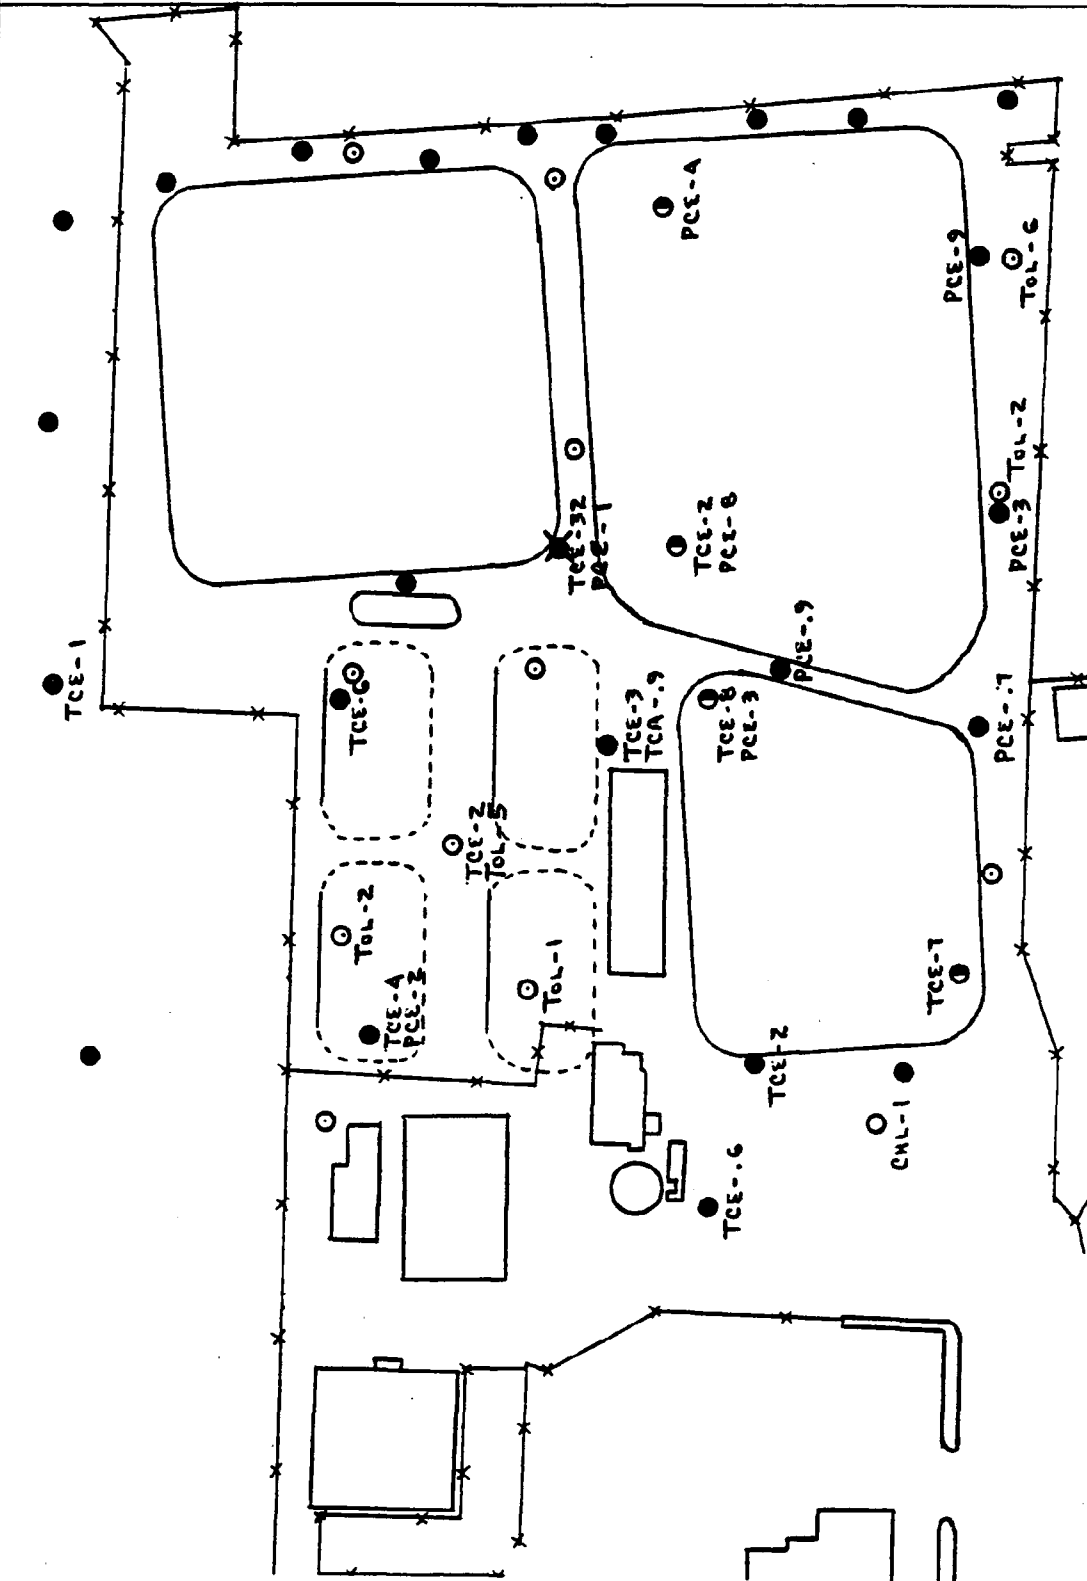 PCE-4
PCE-9
TOL-6
TOL-2
PCE-3
TCE-32
PCE-1
TCE-2
PCE-8
PCE-.9
TCE-1
TCE-6
TCE-3
TCA-.9
TCE-8
PCE-3
PCE-.7
TCE-2
TOL-.5
TOL-2
TOL-1
TCE-7
TCE-4
PCE-.2
TCE-2
CHL-1
TCE-.6